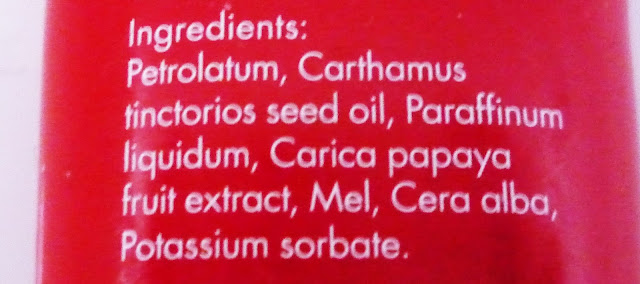 Ingredients:
Petrolatum, Carthamus
tinctorios seed oil, Paraffinum
liquidum, Carica papaya
fruit extract, Mel, Cera alba,
Potassium sorbate.